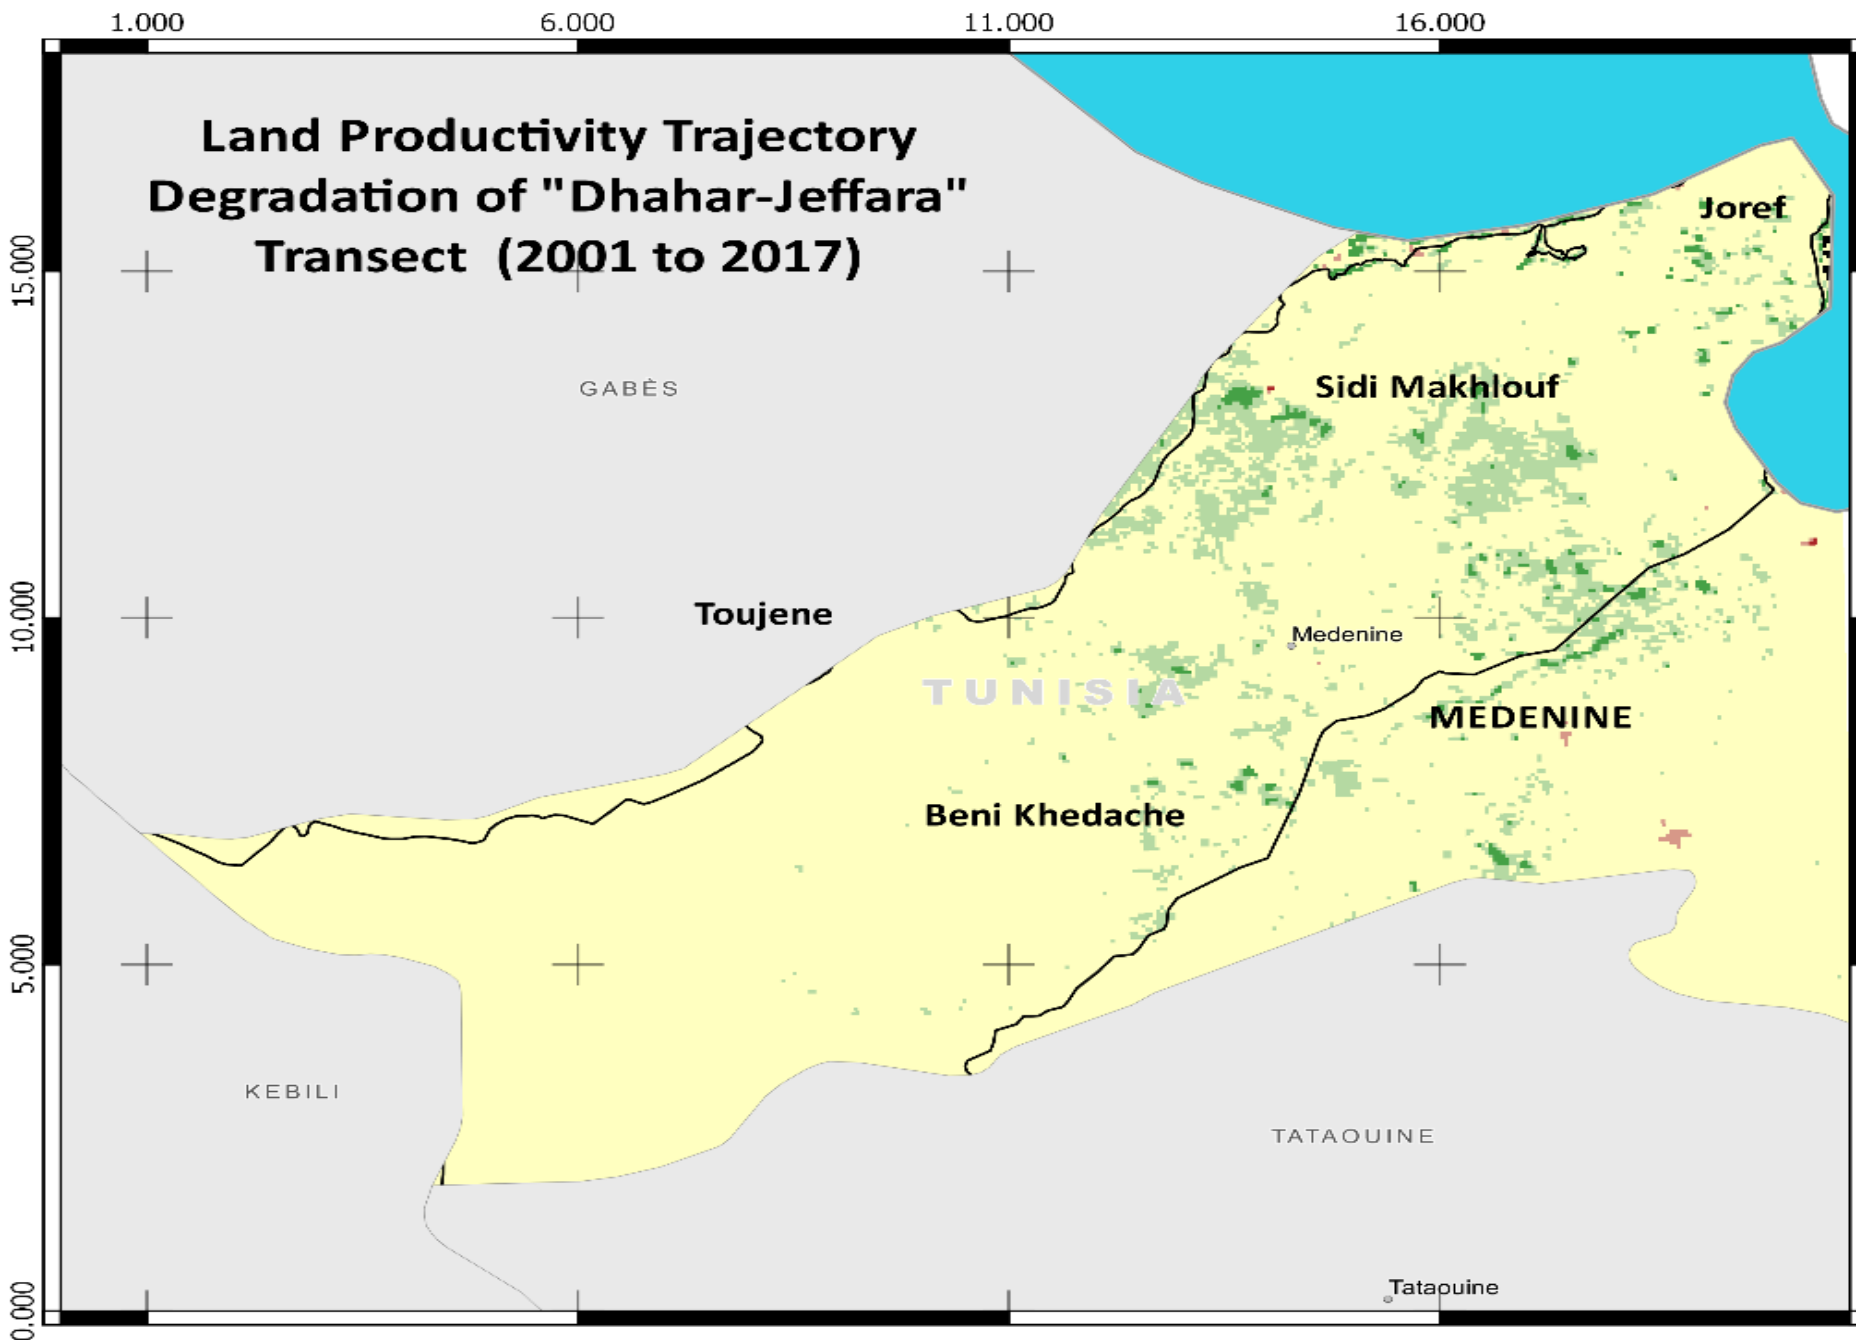 1.000 6.000 11.000 16.000
Land Productivity Trajectory
Degradation of "Dhahar-Jeffara"
Transect (2001 to 2017)
Joref
15.000
GABÈS
Sidi Makhlouf
10.000
Toujene
Medenine
TUNISIA
MEDENINE
Beni Khedache
5.000
KEBILI
TATAOUINE
Tataouine
0.000